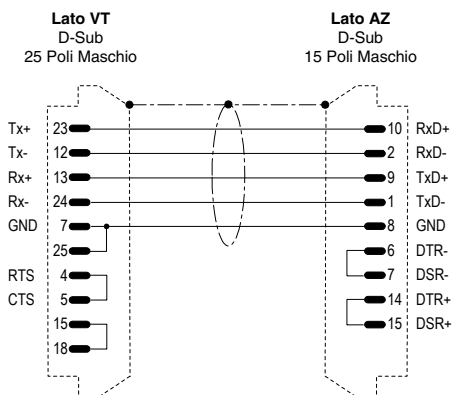 Lato VT
D-Sub
25 Poli Maschio
Lato AZ
D-Sub
15 Poli Maschio
Tx+ 23 10 RxD+
Tx- 12 2 RxD-
Rx+ 13 9 TxD+
Rx- 24 1 TxD-
GND 7 8 GND
25 6 DTR-
RTS 4 7 DSR-
CTS 5 14 DTR+
15 15 DSR+
18